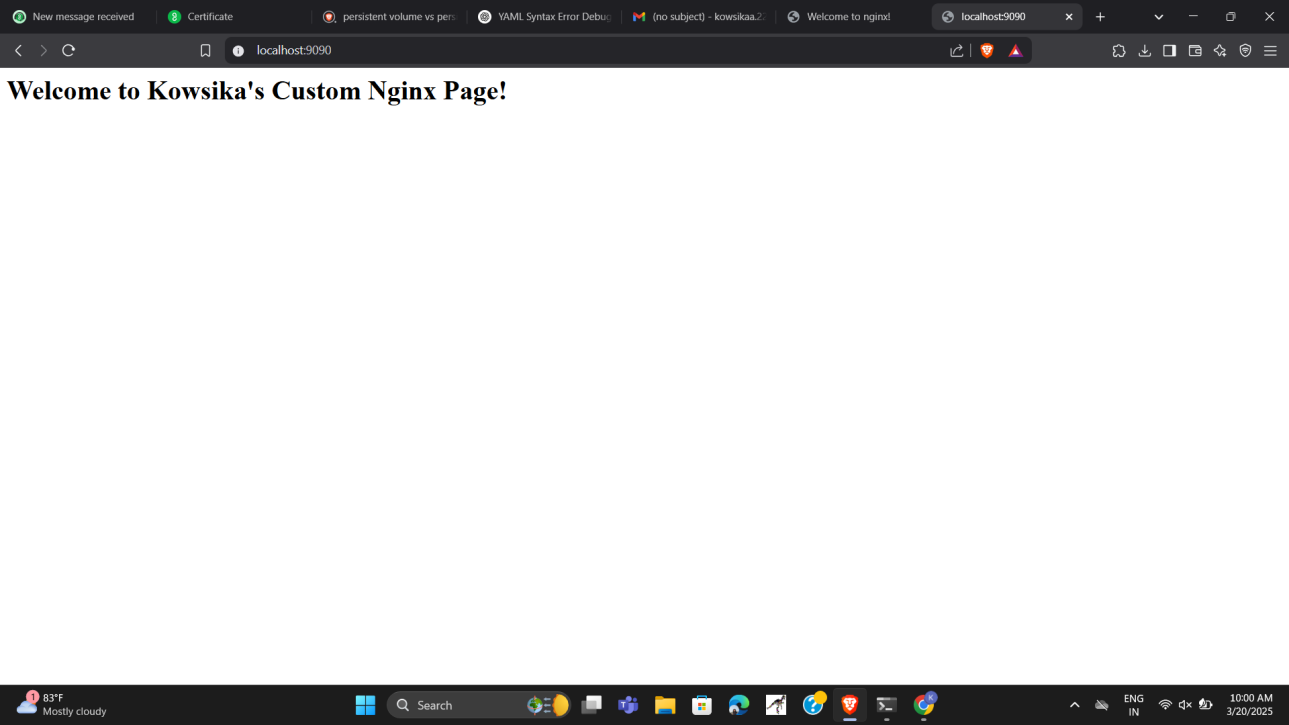 New message received
Certificate
persistent volume vs pers
YAML Syntax Error Debug
(no subject) - kowsikaa.22
Welcome to nginx!
localhost:9090
localhost:9090
Welcome to Kowsika's Custom Nginx Page!
1
83°F
Mostly cloudy
Search
K
ENG
IN
10:00 AM
3/20/2025